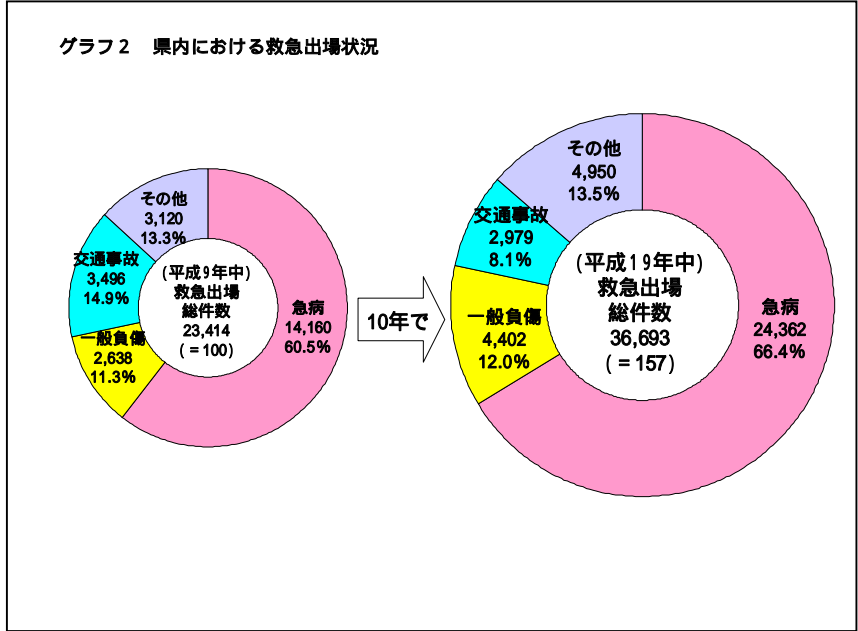 グラフ２　県内における救急出場状況
その他
3,120
13.3%
交通事故
3,496
14.9%
一般負傷
2,638
11.3%
(平成9年中)
救急出場
総件数
23,414
(＝100)
急病
14,160
60.5%
10年で
その他
4,950
13.5%
交通事故
2,979
8.1%
一般負傷
4,402
12.0%
(平成19年中)
救急出場
総件数
36,693
(＝157)
急病
24,362
66.4%